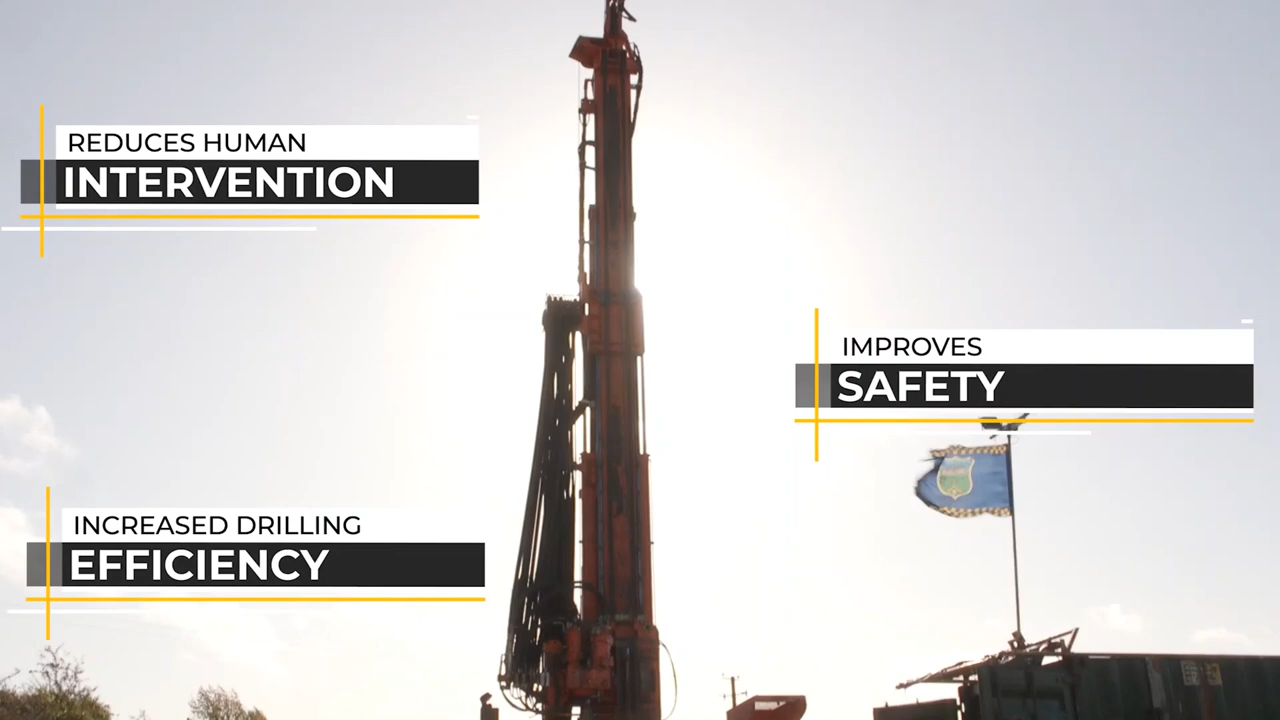 REDUCES HUMAN
INTERVENTION
IMPROVES
SAFETY
INCREASED DRILLING
EFFICIENCY